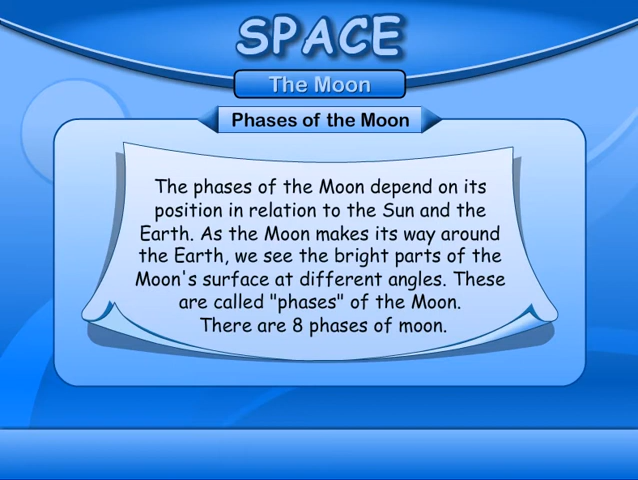 SPACE
The Moon
Phases of the Moon
The phases of the Moon depend on its
position in relation to the Sun and the
Earth. As the Moon makes its way around
the Earth, we see the bright parts of the
Moon's surface at different angles. These
are called "phases" of the Moon.
There are 8 phases of moon.